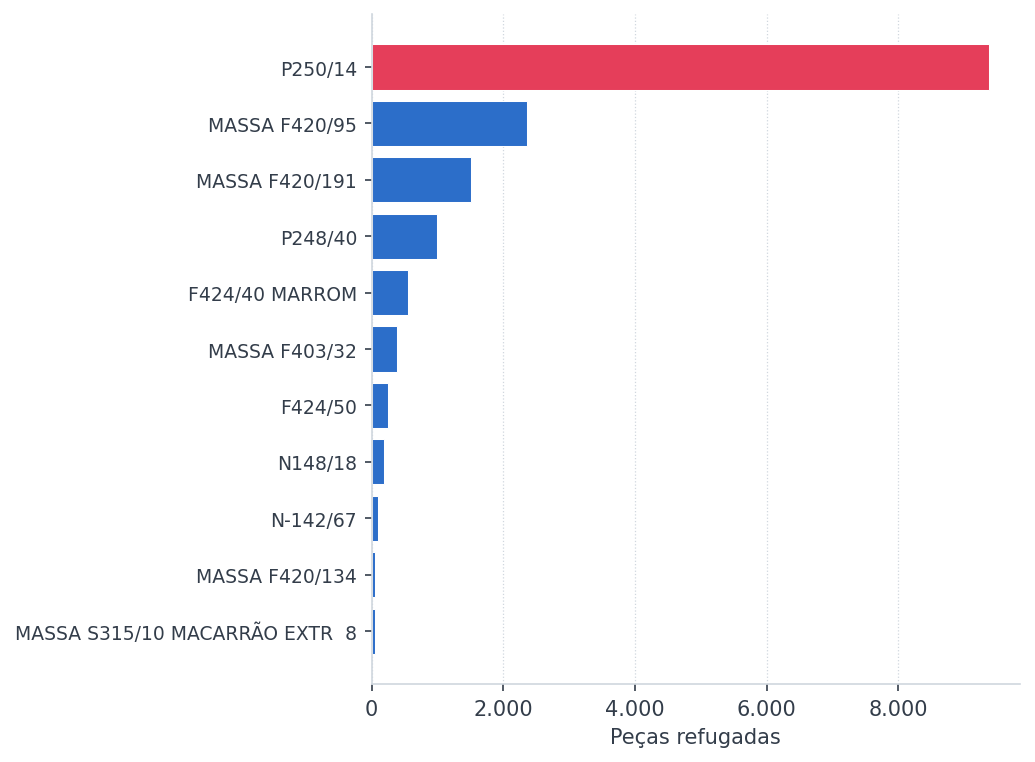 P250/14
MASSA F420/95
MASSA F420/191
P248/40
F424/40 MARROM
MASSA F403/32
F424/50
N148/18
N-142/67
MASSA F420/134
MASSA S315/10 MACARRÃO EXTR  8
0 2.000 4.000 6.000 8.000
Peças refugadas